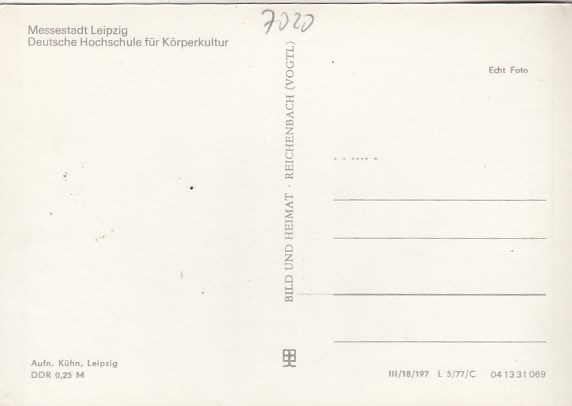 7020
Messestadt Leipzig
Deutsche Hochschule für Körperkultur
Echt Foto
BILD UND HEIMAT · REICHENBACH (VOGTL)
Aufn. Kühn, Leipzig
DDR 0,25 M
III/18/197 L 5/77/C 04 13 31 069